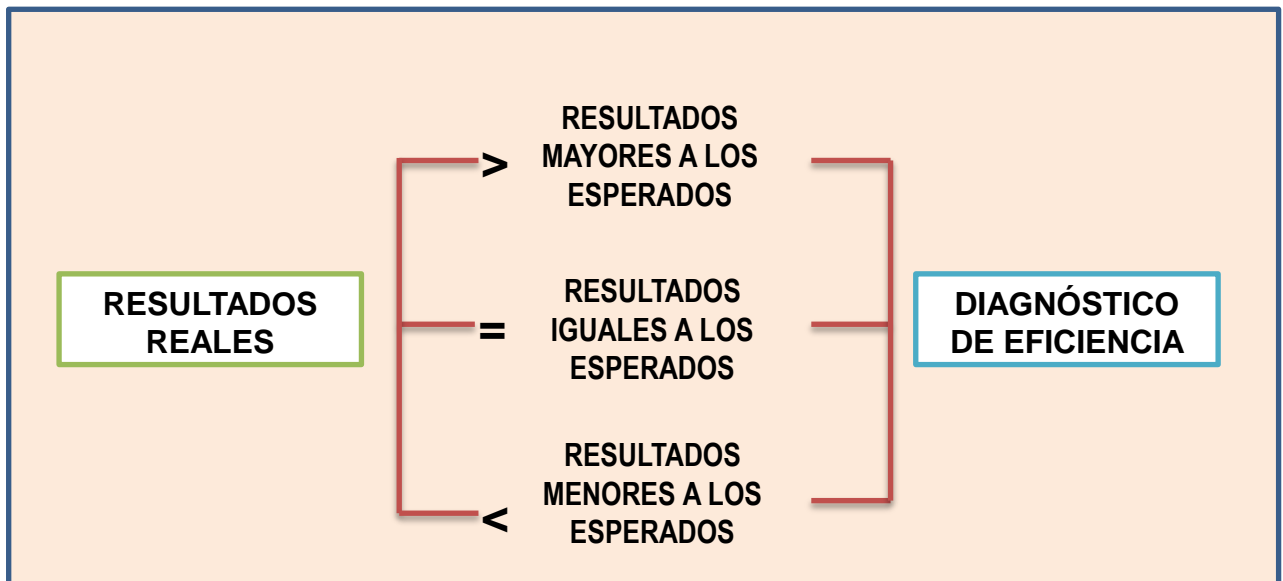 RESULTADOS
REALES
>
RESULTADOS
MAYORES A LOS
ESPERADOS
=
RESULTADOS
IGUALES A LOS
ESPERADOS
<
RESULTADOS
MENORES A LOS
ESPERADOS
DIAGNÓSTICO
DE EFICIENCIA